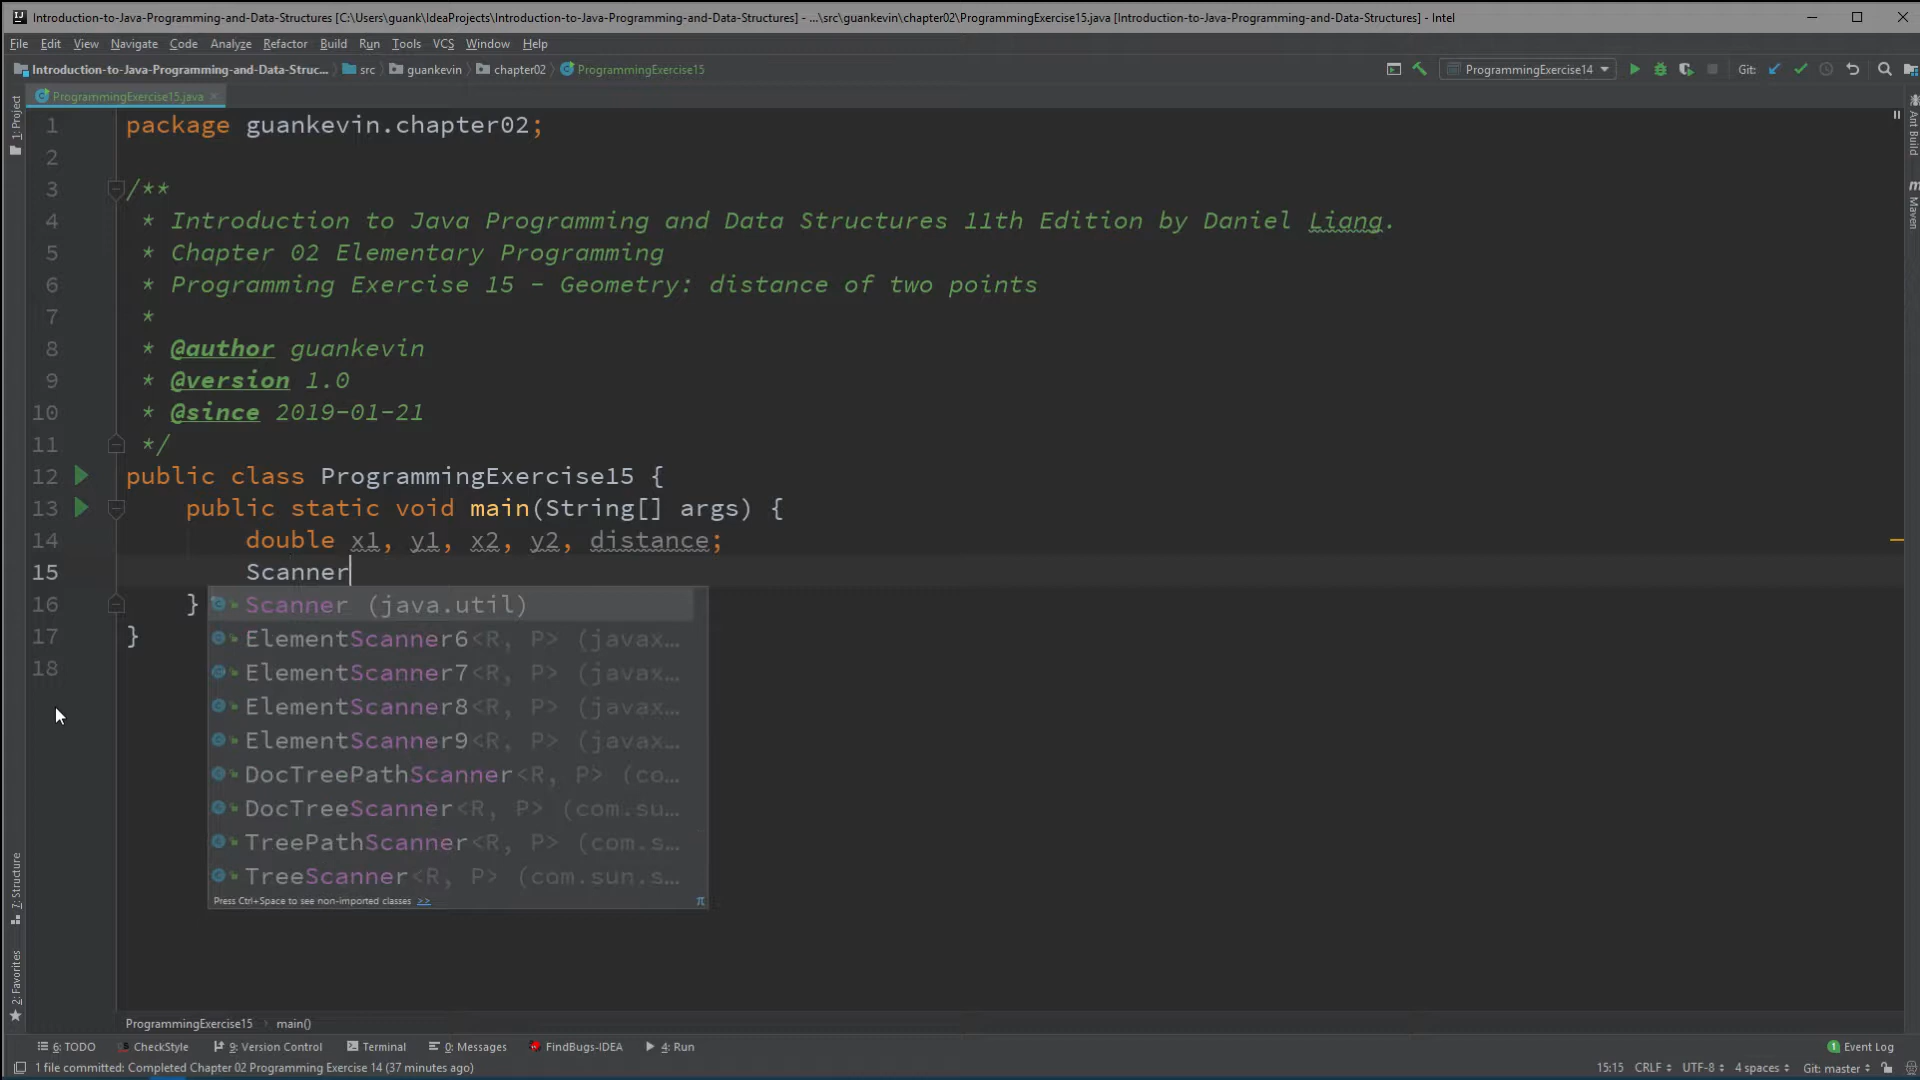 Introduction-to-Java-Programming-and-Data-Structures [C:\Users\guank\IdeaProjects\Introduction-to-Java-Programming-and-Data-Structures] - ...\src\guankevin\chapter02\ProgrammingExercise15.java [Introduction-to-Java-Programming-and-Data-Structures] - Intel
File Edit View Navigate Code Analyze Refactor Build Run Tools VCS Window Help
Introduction-to-Java-Programming-and-Data-Struc... src guankevin chapter02 ProgrammingExercise15 ProgrammingExercise14 Git:
ProgrammingExercise15.java
1: Project
Ant Build
Maven
1 package guankevin.chapter02;
2
3 /**
4 * Introduction to Java Programming and Data Structures 11th Edition by Daniel Liang.
5 * Chapter 02 Elementary Programming
6 * Programming Exercise 15 - Geometry: distance of two points
7 *
8 * @author guankevin
9 * @version 1.0
10 * @since 2019-01-21
11 */
12 public class ProgrammingExercise15 {
13 public static void main(String[] args) {
14 double x1, y1, x2, y2, distance;
15 Scanner
16 }
17 }
18
Scanner (java.util)
ElementScanner6<R, P> (javax...
ElementScanner7<R, P> (javax...
ElementScanner8<R, P> (javax...
ElementScanner9<R, P> (javax...
DocTreePathScanner<R, P> (co...
DocTreeScanner<R, P> (com.su...
TreePathScanner<R, P> (com.s...
TreeScanner<R, P> (com.sun.s...
Press Ctrl+Space to see non-imported classes >> π
7: Structure
2: Favorites
ProgrammingExercise15 main()
6: TODO CheckStyle 9: Version Control Terminal 0: Messages FindBugs-IDEA 4: Run 1 Event Log
1 file committed: Completed Chapter 02 Programming Exercise 14 (37 minutes ago) 15:15 CRLF UTF-8 4 spaces Git: master